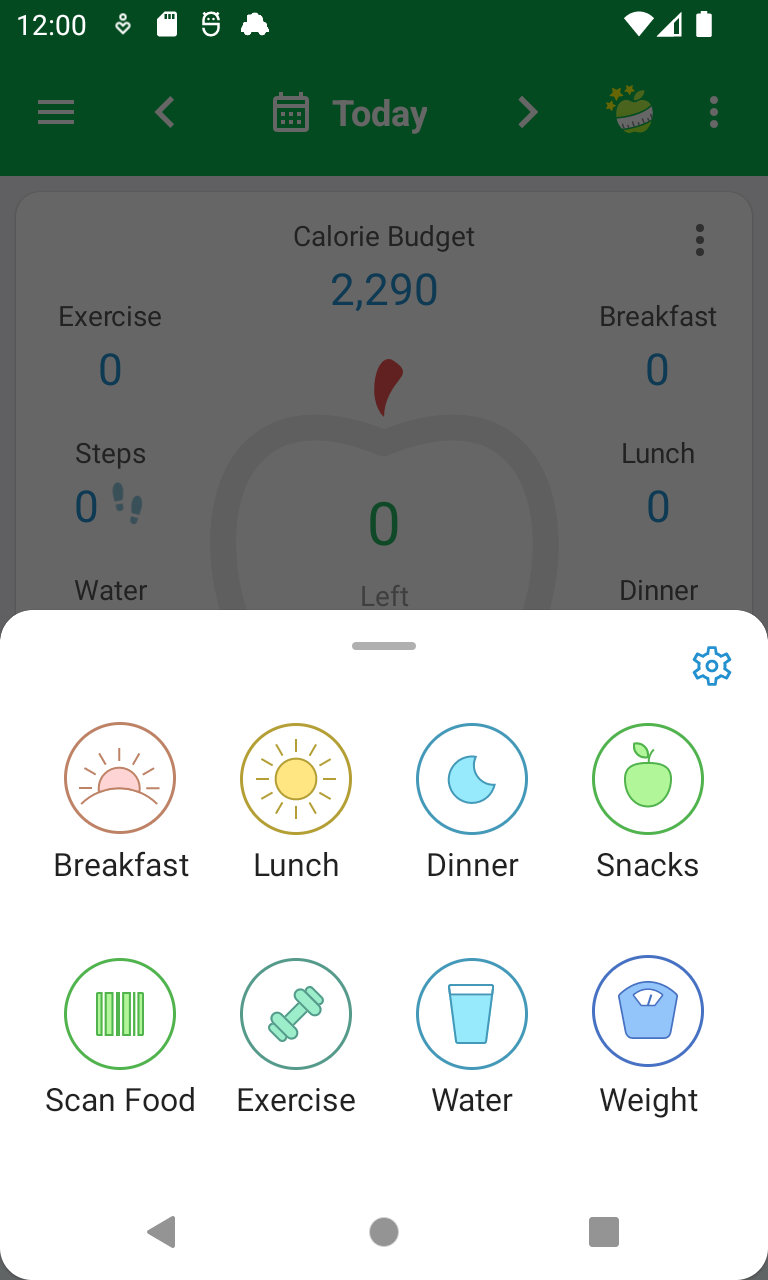 12:00
Today
Calorie Budget
2,290
Exercise
0
Breakfast
0
Steps
0
Lunch
0
0
Left
Water
Dinner
Breakfast
Lunch
Dinner
Snacks
Scan Food
Exercise
Water
Weight